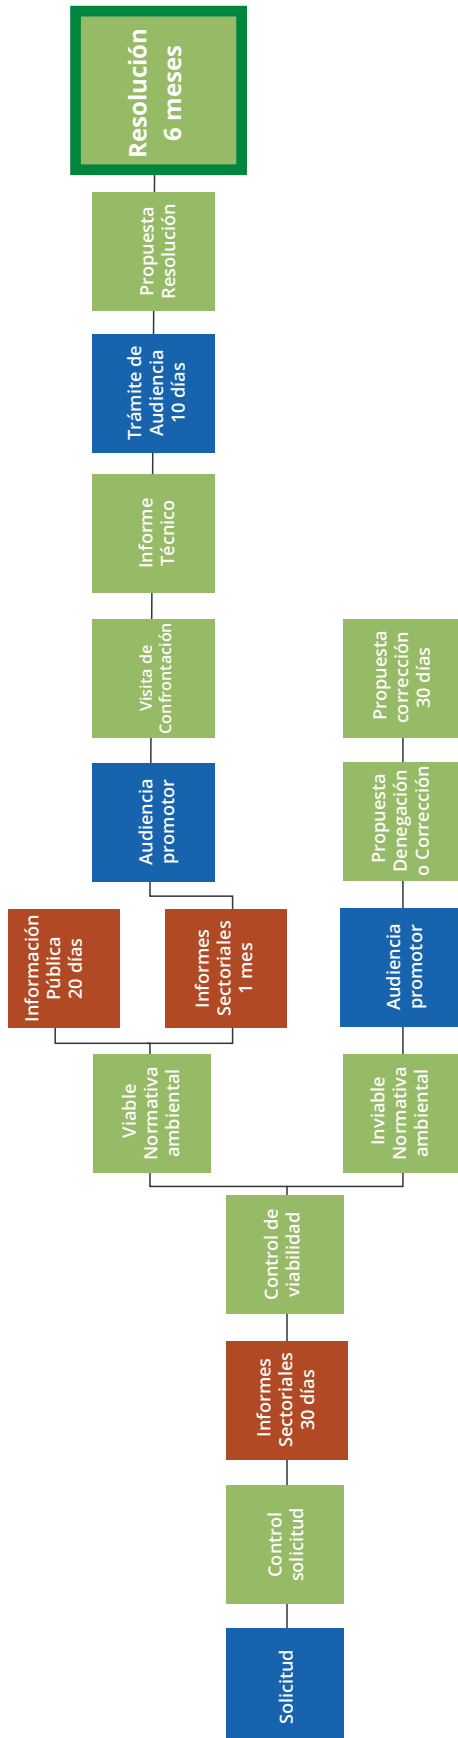 Solicitud
Control
solicitud
Informes
Sectoriales
30 días
Control de
viabilidad
Viable
Normativa
ambiental
Información
Pública
20 días
Informes
Sectoriales
1 mes
Audiencia
promotor
Visita de
Confrontación
Informe
Técnico
Trámite de
Audiencia
10 días
Propuesta
Resolución
Resolución
6 meses
Inviable
Normativa
ambiental
Audiencia
promotor
Propuesta
Denegación
o Corrección
Propuesta
corrección
30 días